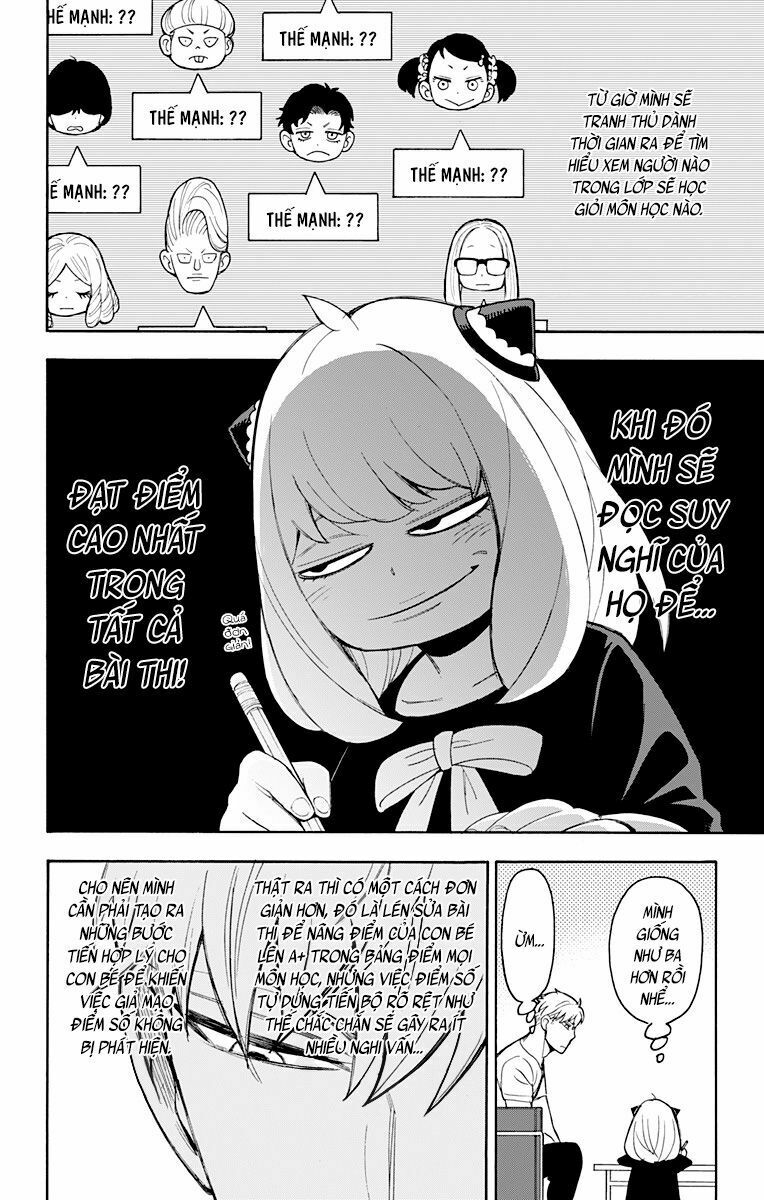 THẾ MẠNH: ??
THẾ MẠNH: ??
THẾ MẠNH: ??
THẾ MẠNH: ??
Ế MẠNH: ??
THẾ MẠNH: ??
TỪ GIỜ MÌNH SẼ
TRANH THỦ DÀNH
THỜI GIAN RA ĐỂ TÌM
HIỂU XEM NGƯỜI NÀO
TRONG LỚP SẼ HỌC
GIỎI MÔN HỌC NÀO.
KHI ĐÓ
MÌNH SẼ
ĐỌC SUY
NGHĨ CỦA
HỌ ĐỂ...
ĐẠT ĐIỂM
CAO NHẤT
TRONG
TẤT CẢ
BÀI THI!
Quá
đơn
giản!
MÌNH
GIỐNG
NHƯ BA
HƠN RỒI
NHỂ...
ỪM...
THẬT RA THÌ CÓ MỘT CÁCH ĐƠN
GIẢN HƠN, ĐÓ LÀ LÉN SỬA BÀI
THI ĐỂ NÂNG ĐIỂM CỦA CON BÉ
LÊN A+ TRONG BẢNG ĐIỂM MỌI
MÔN HỌC, NHƯNG VIỆC ĐIỂM SỐ
TỰ DƯNG TIẾN BỘ RÕ RỆT NHƯ
THẾ CHẮC CHẮN SẼ GÂY RA ÍT
NHIỀU NGHI VẤN...
CHO NÊN MÌNH
CẦN PHẢI TẠO RA
NHỮNG BƯỚC
TIẾN HỢP LÝ CHO
CON BÉ ĐỂ KHIẾN
VIỆC GIẢ MẠO
ĐIỂM SỐ KHÔNG
BỊ PHÁT HIỆN.